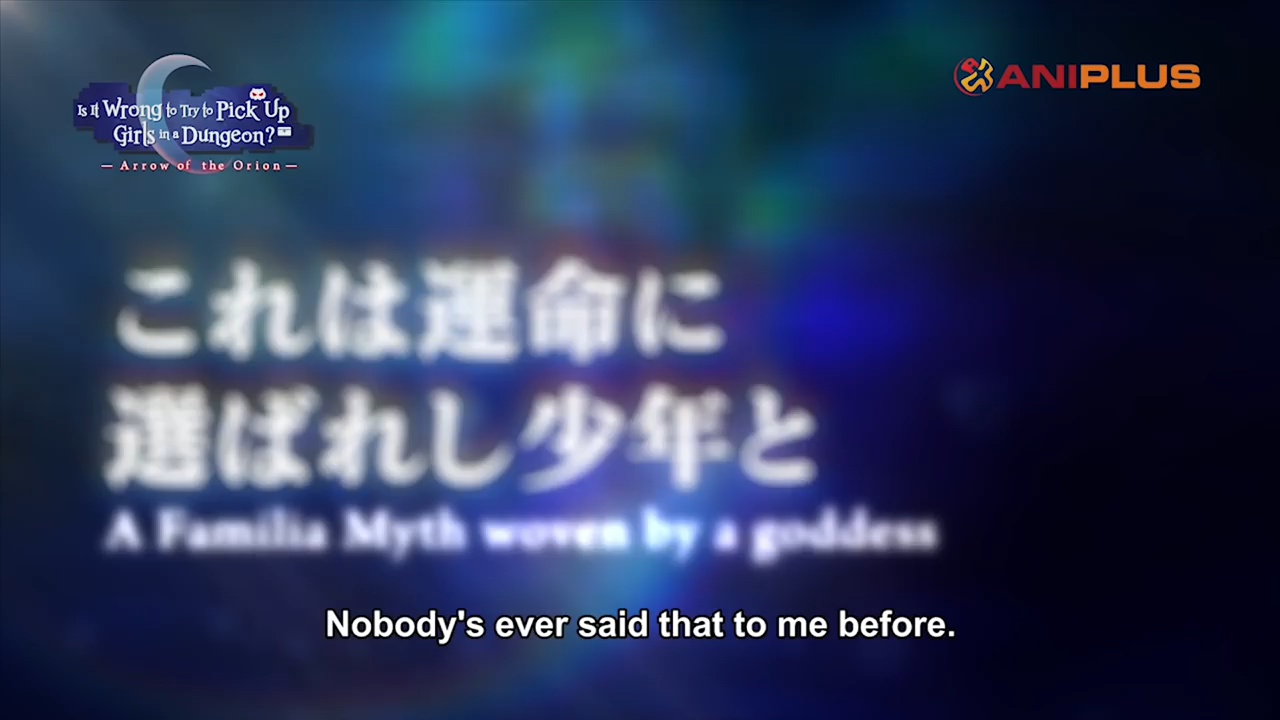 Is It Wrong to Try to Pick Up
Girls in a Dungeon?
— Arrow of the Orion —
ANIPLUS
これは運命に
選ばれし少年と
A Familia Myth woven by a goddess
Nobody's ever said that to me before.